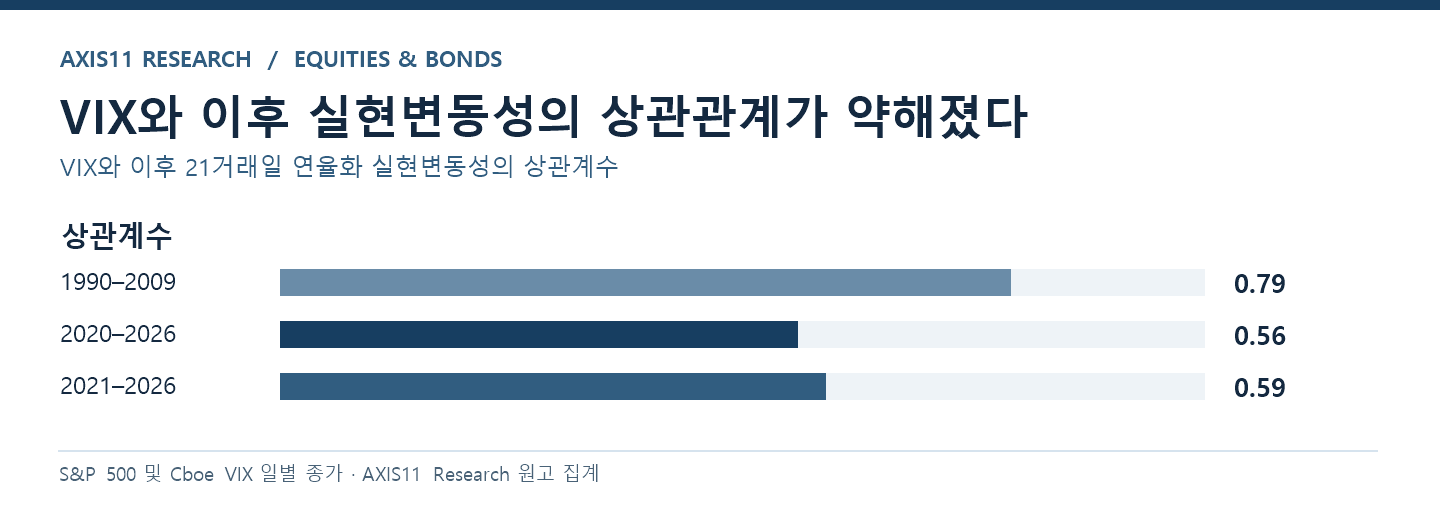 AXIS11 RESEARCH / EQUITIES & BONDS
VIX와 이후 실현변동성의 상관관계가 약해졌다
VIX와 이후 21거래일 연율화 실현변동성의 상관계수
상관계수
1990–2009 0.79
2020–2026 0.56
2021–2026 0.59
S&P 500 및 Cboe VIX 일별 종가 · AXIS11 Research 원고 집계